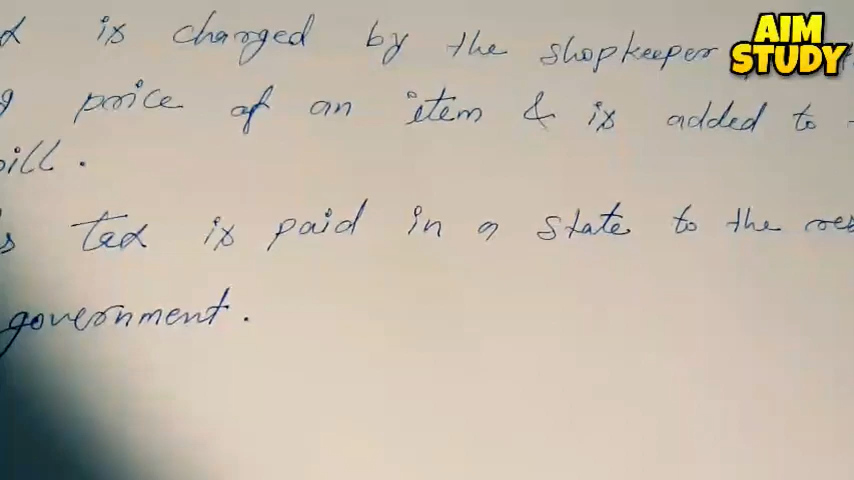 is charged by the shopkeeper
price of an item & is added to
bill.
tax is paid in a state to the
government.
AIM
STUDY